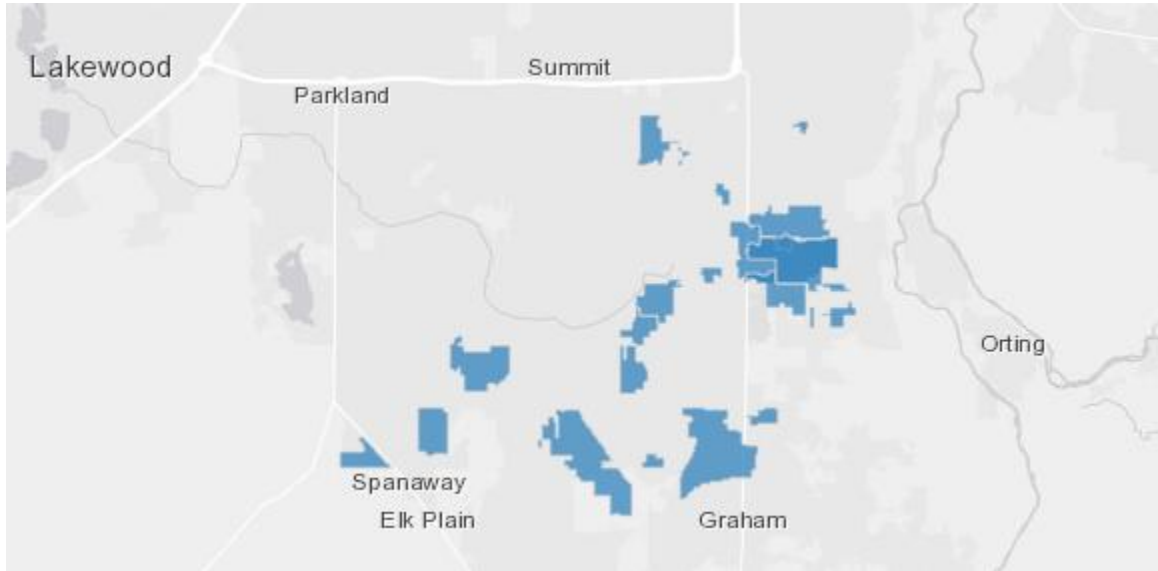 Lakewood
Summit
Parkland
Orting
Spanaway
Elk Plain
Graham